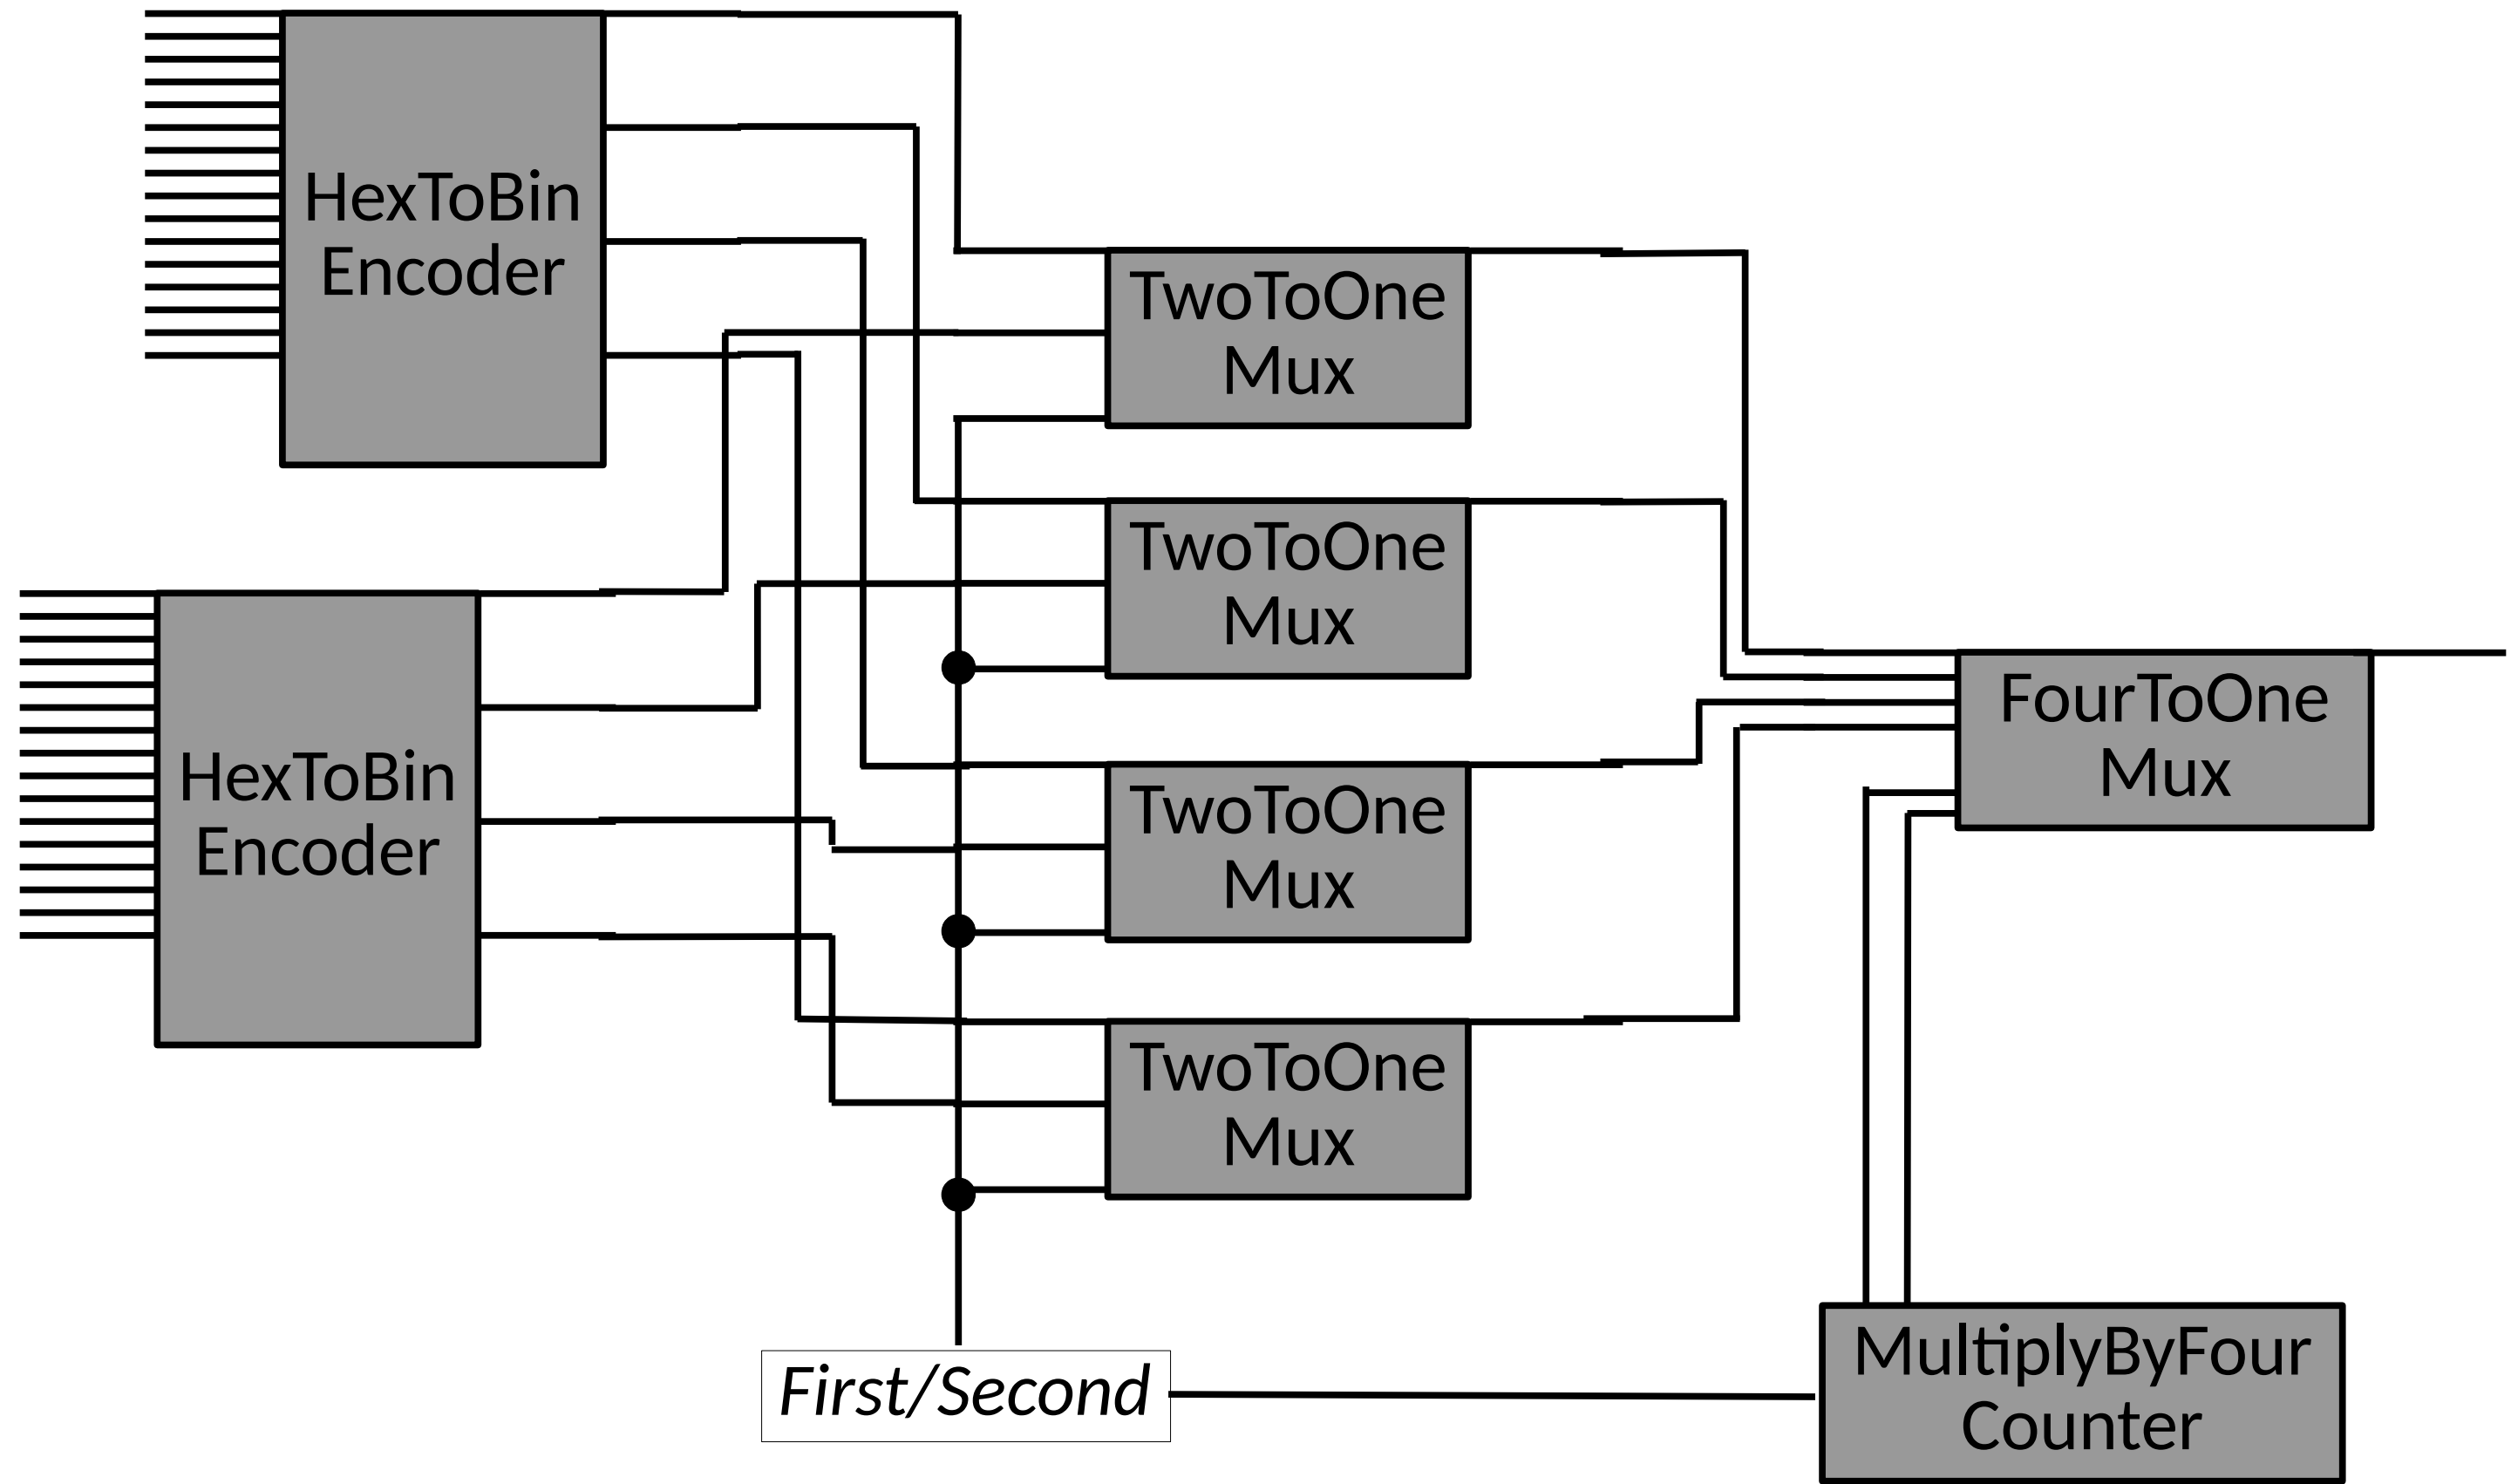 HexToBin
Encoder
TwoToOne
Mux
TwoToOne
Mux
HexToBin
Encoder
FourToOne
Mux
TwoToOne
Mux
TwoToOne
Mux
First/Second
MultiplyByFour
Counter